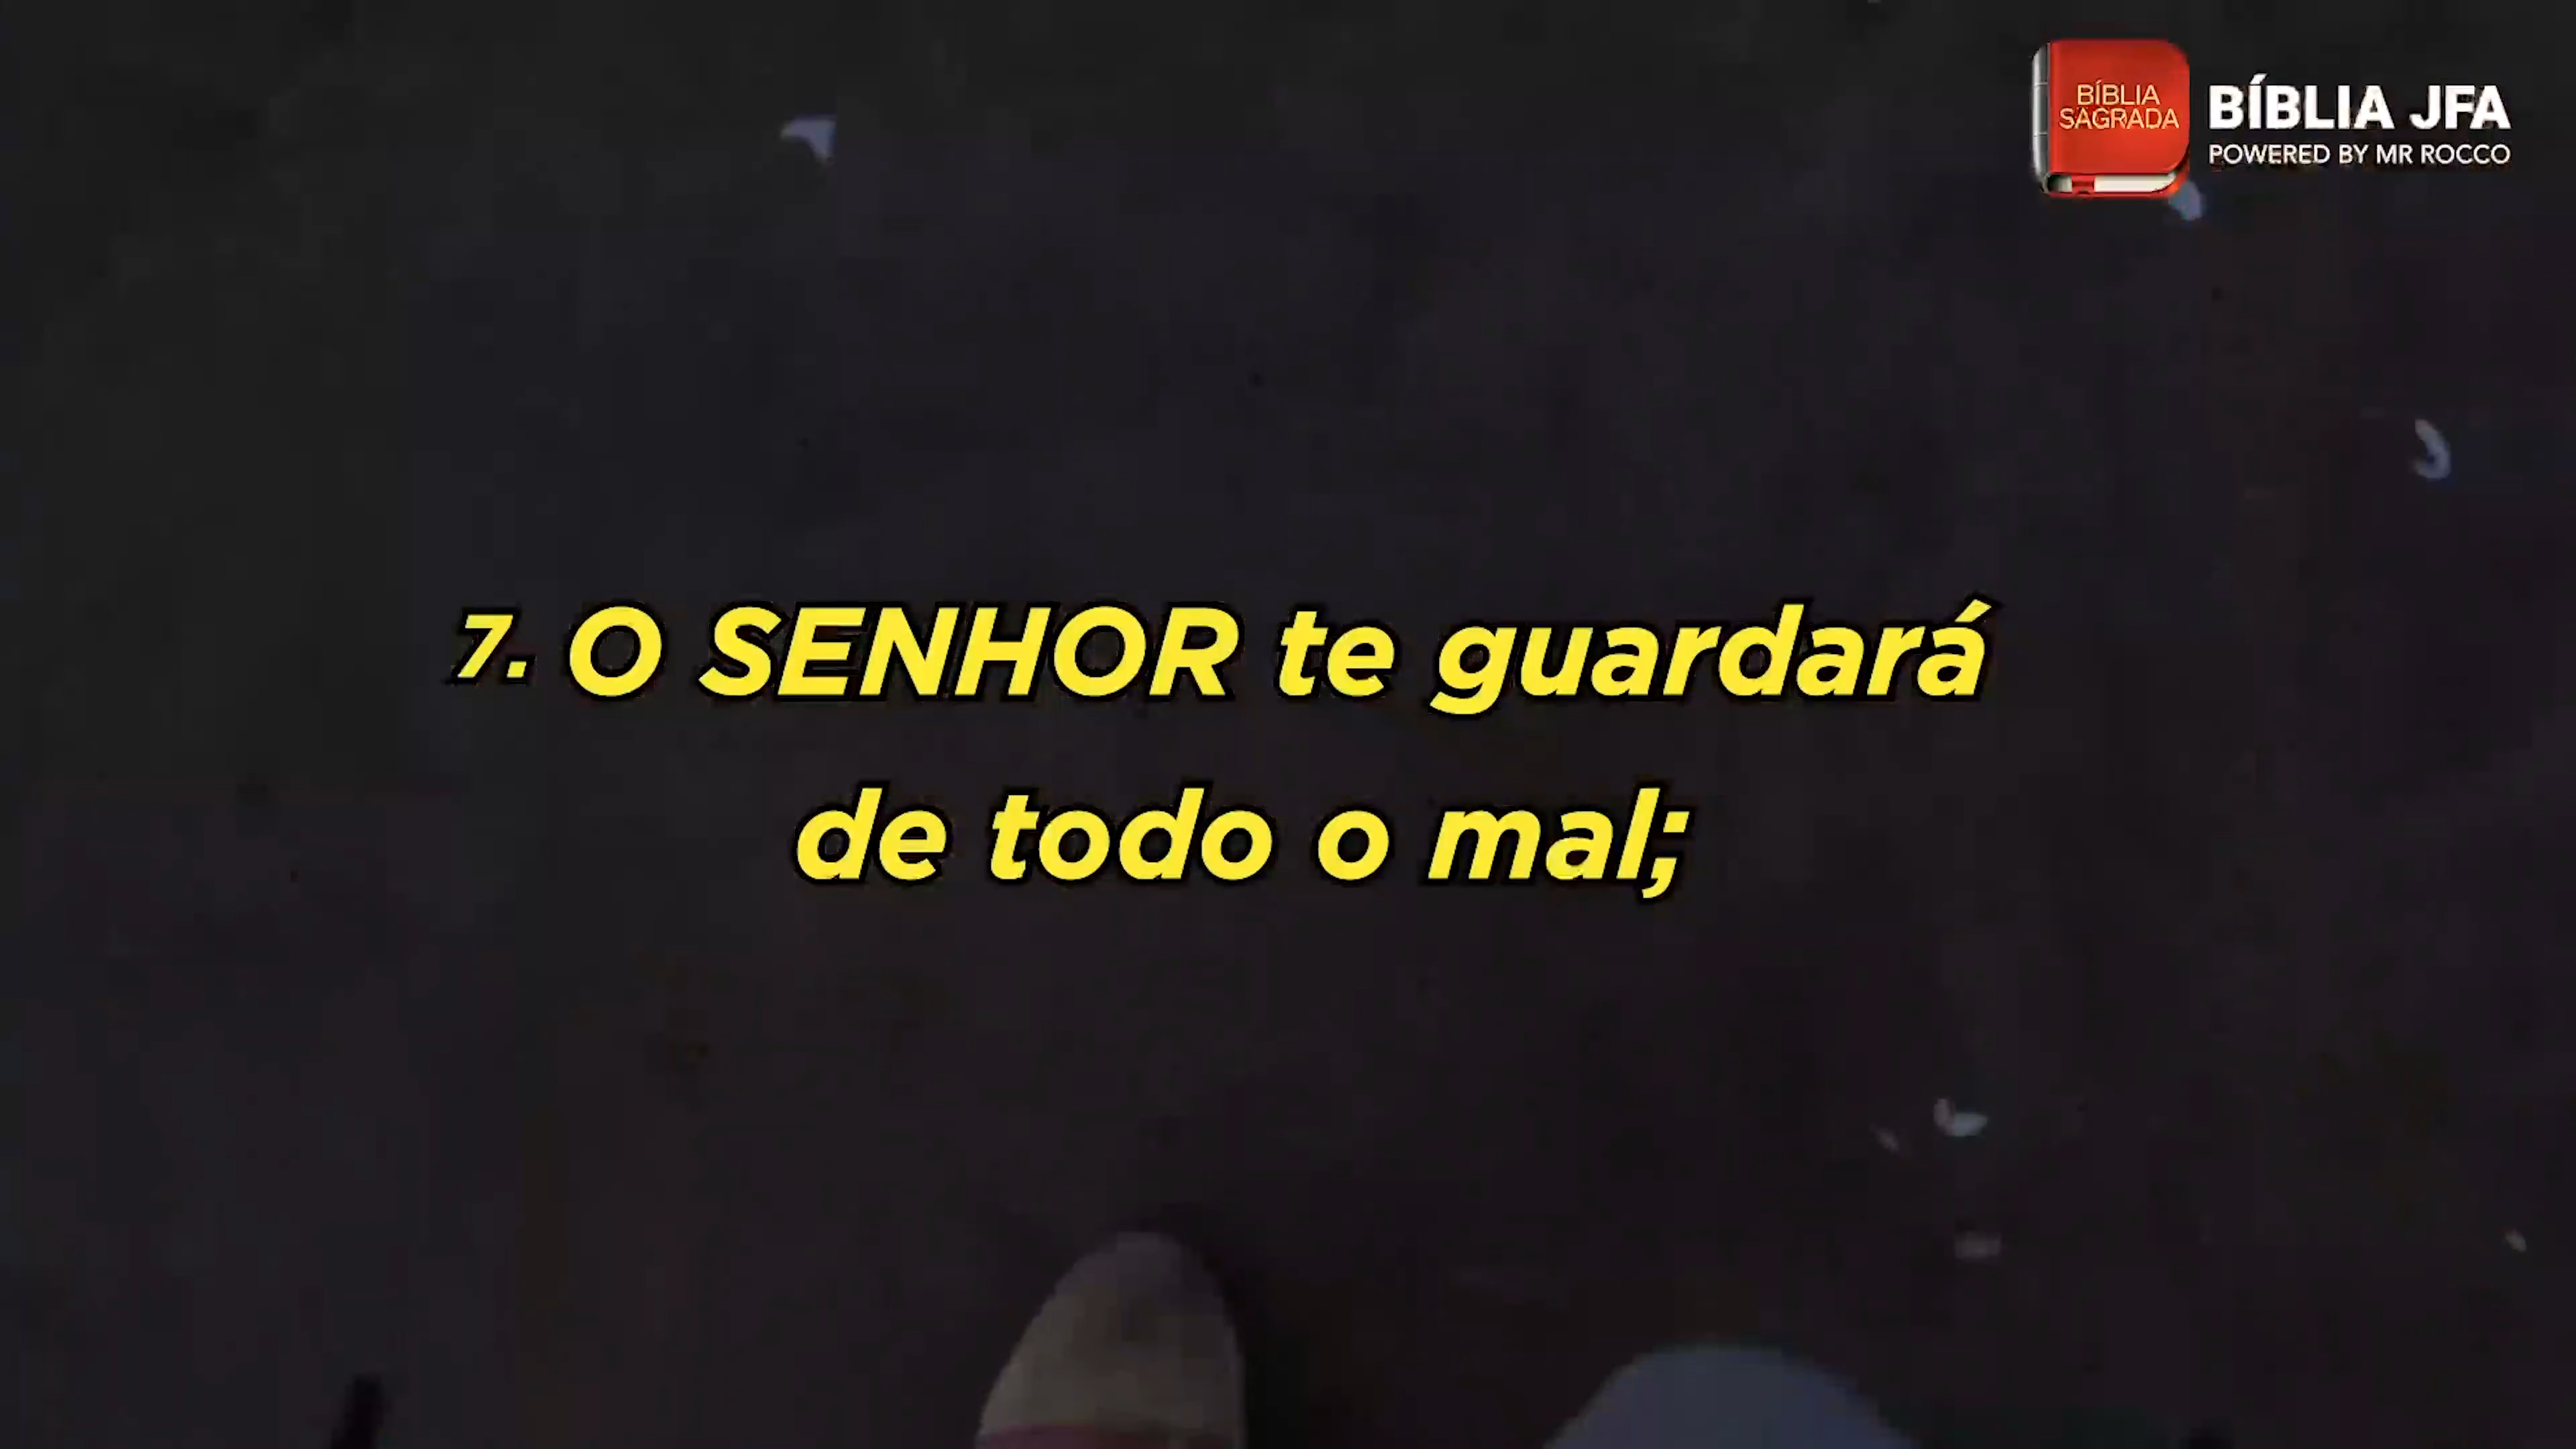 BÍBLIA
SAGRADA
BÍBLIA JFA
POWERED BY MR ROCCO
7. O SENHOR te guardará
de todo o mal;